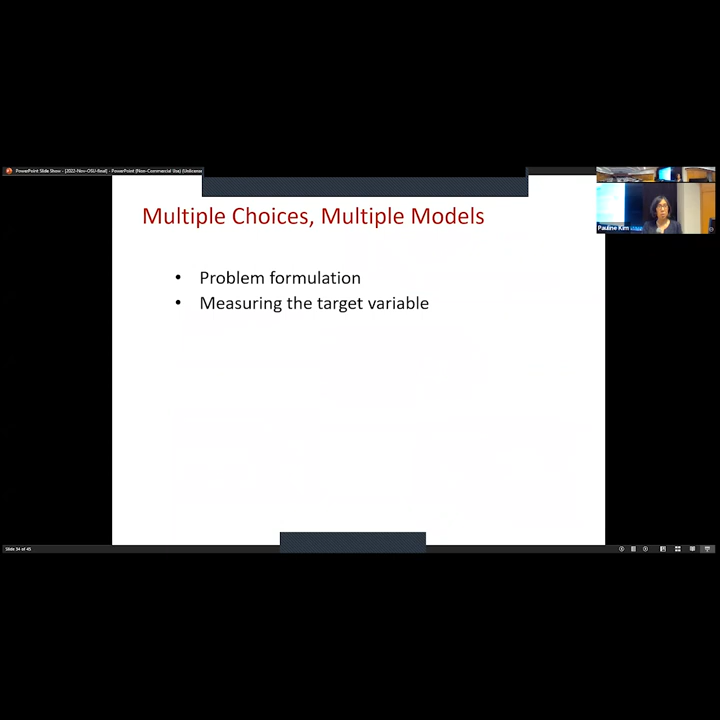 PowerPoint Slide Show - [2022-Nov-OSU-final] - PowerPoint (Non-Commercial Use) (Unlicensed
Multiple Choices, Multiple Models
Pauline Kim
• Problem formulation
• Measuring the target variable
Slide 34 of 45